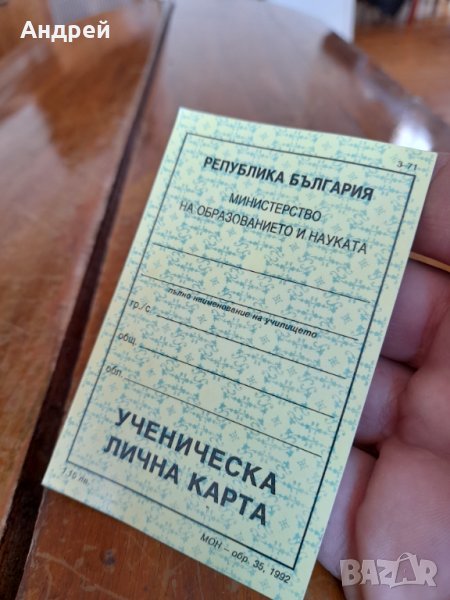 Андрей
3-71
РЕПУБЛИКА БЪЛГАРИЯ
МИНИСТЕРСТВО
НА ОБРАЗОВАНИЕТО И НАУКАТА
пълно наименование на училището
гр./с.
общ.
обл.
УЧЕНИЧЕСКА
ЛИЧНА КАРТА
МОН – обр. 35, 1992
BAZAR